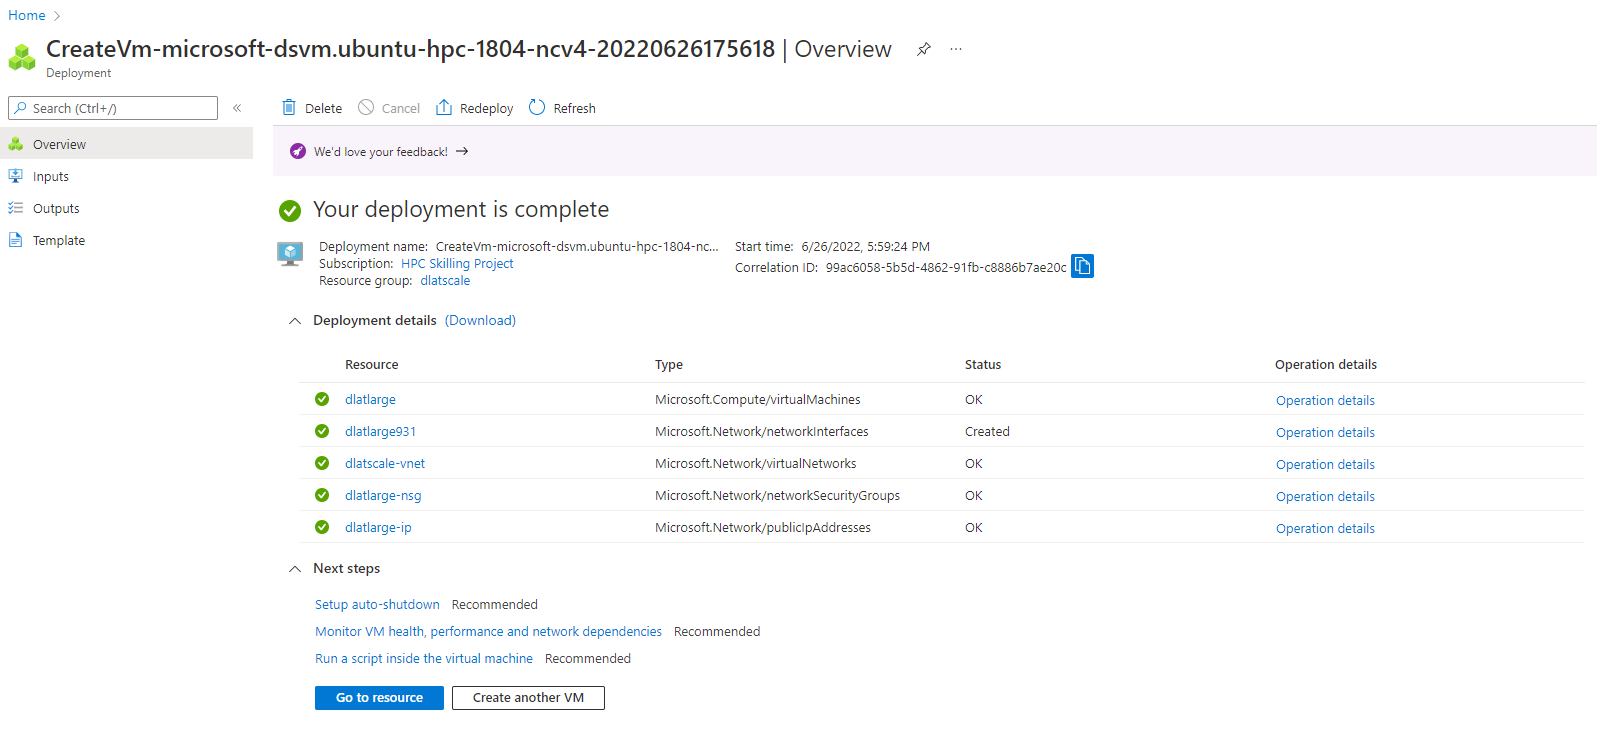 Home
CreateVm-microsoft-dsvm.ubuntu-hpc-1804-ncv4-20220626175618 | Overview
Deployment
Search (Ctrl+/)
Delete Cancel Redeploy Refresh
Overview
Inputs
Outputs
Template
We'd love your feedback! →
Your deployment is complete
Deployment name: CreateVm-microsoft-dsvm.ubuntu-hpc-1804-nc... Start time: 6/26/2022, 5:59:24 PM
Subscription: HPC Skilling Project Correlation ID: 99ac6058-5b5d-4862-91fb-c8886b7ae20c
Resource group: dlatscale
Deployment details (Download)
Resource Type Status Operation details
dlatlarge Microsoft.Compute/virtualMachines OK Operation details
dlatlarge931 Microsoft.Network/networkInterfaces Created Operation details
dlatscale-vnet Microsoft.Network/virtualNetworks OK Operation details
dlatlarge-nsg Microsoft.Network/networkSecurityGroups OK Operation details
dlatlarge-ip Microsoft.Network/publicIpAddresses OK Operation details
Next steps
Setup auto-shutdown Recommended
Monitor VM health, performance and network dependencies Recommended
Run a script inside the virtual machine Recommended
Go to resource Create another VM